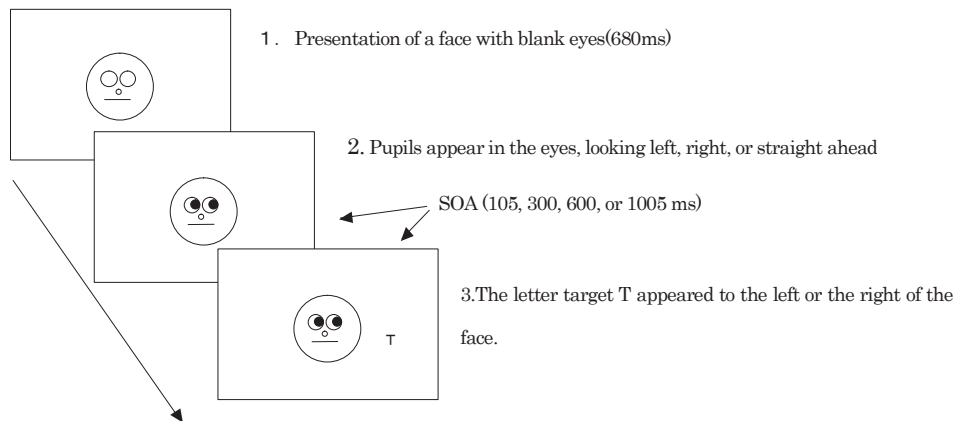 1. Presentation of a face with blank eyes(680ms)
2. Pupils appear in the eyes, looking left, right, or straight ahead
SOA (105, 300, 600, or 1005 ms)
3.The letter target T appeared to the left or the right of the
face.
T